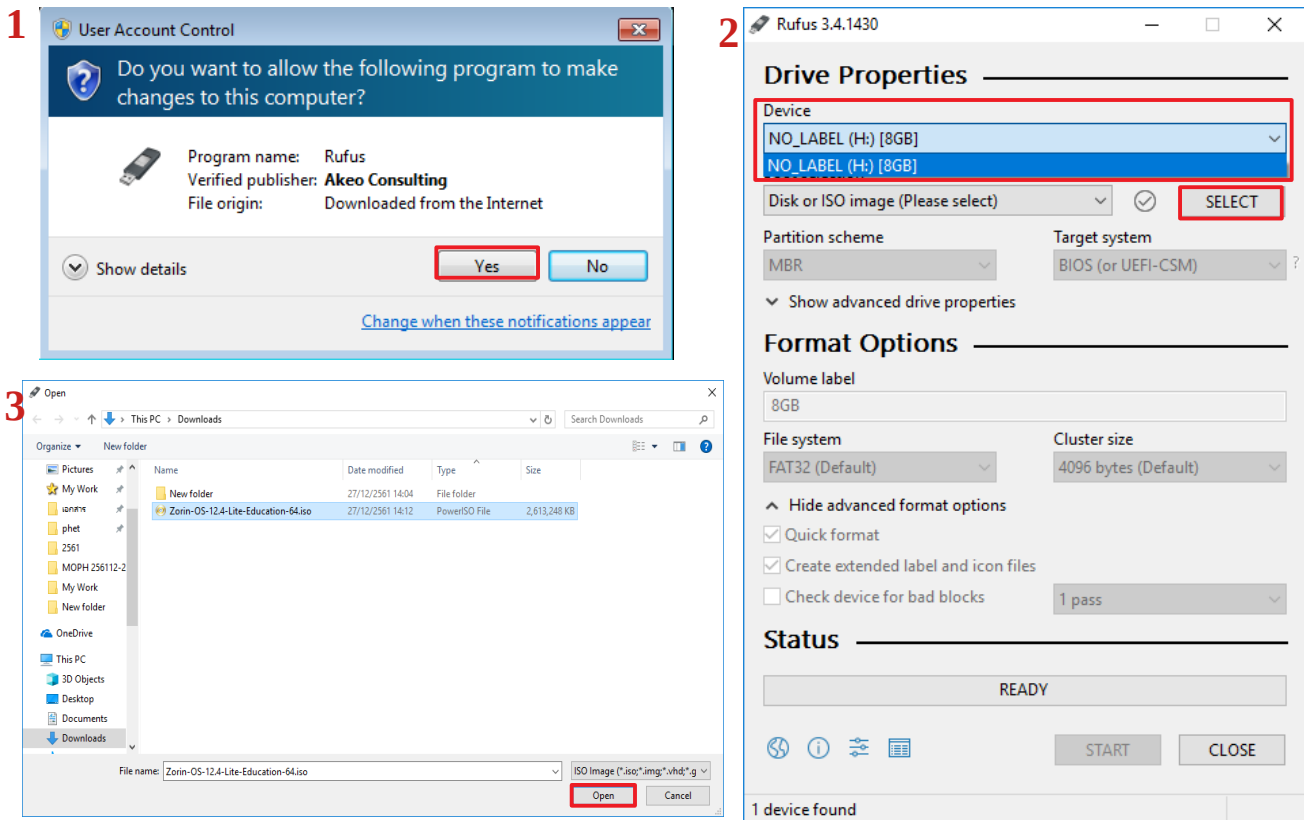 1
User Account Control
Do you want to allow the following program to make
changes to this computer?
Program name: Rufus
Verified publisher: Akeo Consulting
File origin: Downloaded from the Internet
Show details
Yes
No
Change when these notifications appear
2
Rufus 3.4.1430
Drive Properties
Device
NO_LABEL (H:) [8GB]
NO_LABEL (H:) [8GB]
Disk or ISO image (Please select)
SELECT
Partition scheme
Target system
MBR
BIOS (or UEFI-CSM)
?
Show advanced drive properties
Format Options
Volume label
8GB
File system
Cluster size
FAT32 (Default)
4096 bytes (Default)
Hide advanced format options
Quick format
Create extended label and icon files
Check device for bad blocks
1 pass
Status
READY
START
CLOSE
1 device found
3
Open
This PC > Downloads
Search Downloads
Organize
New folder
Pictures
My Work
เอกสาร
phet
2561
MOPH 256112-2
My Work
New folder
OneDrive
This PC
3D Objects
Desktop
Documents
Downloads
Name Date modified Type Size
New folder 27/12/2561 14:04 File folder
Zorin-OS-12.4-Lite-Education-64.iso 27/12/2561 14:12 PowerISO File 2,613,248 KB
File name: Zorin-OS-12.4-Lite-Education-64.iso
ISO Image (*.iso;*.img;*.vhd;*.g
Open
Cancel